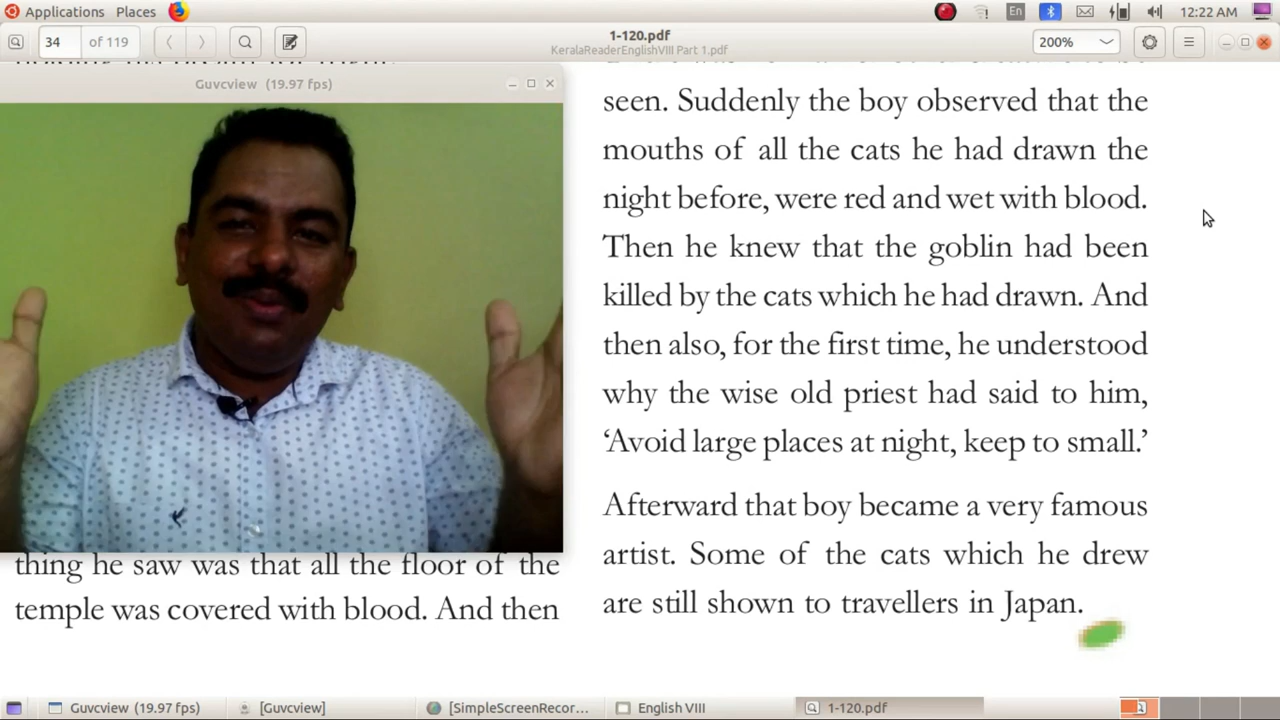 Applications Places En 12:22 AM
34 of 119 1-120.pdf 200%
KeralaReaderEnglishVIII Part 1.pdf
Guvcview (19.97 fps)
seen. Suddenly the boy observed that the
mouths of all the cats he had drawn the
night before, were red and wet with blood.
Then he knew that the goblin had been
killed by the cats which he had drawn. And
then also, for the first time, he understood
why the wise old priest had said to him,
‘Avoid large places at night, keep to small.’
Afterward that boy became a very famous
artist. Some of the cats which he drew
are still shown to travellers in Japan.
thing he saw was that all the floor of the
temple was covered with blood. And then
Guvcview (19.97 fps) [Guvcview] [SimpleScreenRecor... English VIII 1-120.pdf